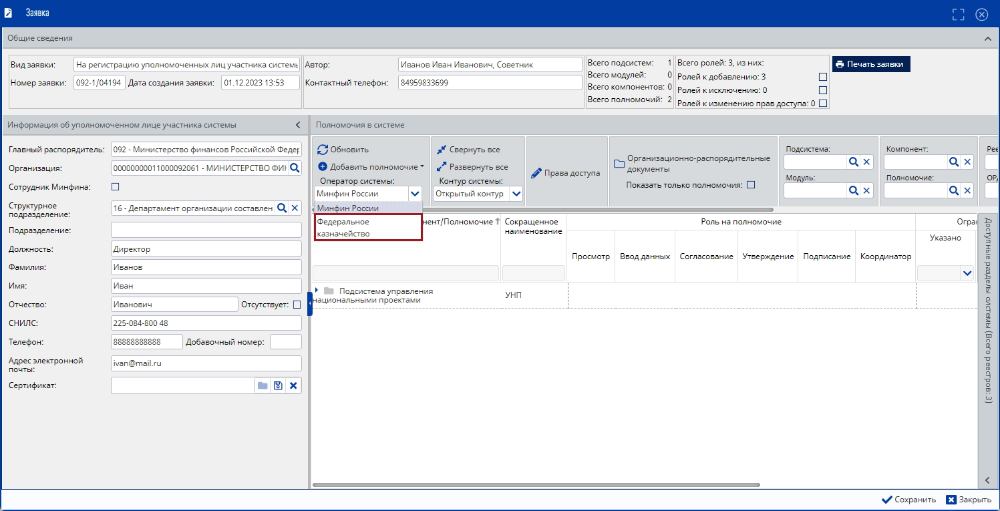 Заявка
Общие сведения
Вид заявки: На регистрацию уполномоченных лиц участника системы
Номер заявки: 092-1/04194 Дата создания заявки: 01.12.2023 13:53
Автор: Иванов Иван Иванович, Советник
Контактный телефон: 84959833699
Всего подсистем: 1
Всего модулей: 0
Всего компонентов: 0
Всего полномочий: 2
Всего ролей: 3, из них:
Ролей к добавлению: 3
Ролей к исключению: 0
Ролей к изменению прав доступа: 0
Печать заявки
Информация об уполномоченном лице участника системы
Главный распорядитель: 092 - Министерство финансов Российской Федер
Организация: 00000000011000092061 - МИНИСТЕРСТВО ФИН
Сотрудник Минфина:
Структурное
подразделение:
16 - Департамент организации составлен
Подразделение:
Должность: Директор
Фамилия: Иванов
Имя: Иван
Отчество: Иванович Отсутствует:
СНИЛС: 225-084-800 48
Телефон: 88888888888 Добавочный номер:
Адрес электронной
почты:
ivan@mail.ru
Сертификат:
Полномочия в системе
Обновить
Добавить полномочие
Оператор системы:
Минфин России
Минфин России
Федеральное
казначейство
Свернуть все
Развернуть все
Контур системы:
Открытый контур
Права доступа
Организационно-распорядительные
документы
Показать только полномочия:
Подсистема:
Модуль:
Компонент:
Полномочие:
Рее
ОРД
нент/Полномочие
Сокращенное
наименование
Роль на полномочие
Огран
Просмотр Ввод данных Согласование Утверждение Подписание Координатор
Указано
Подсистема управления
национальными проектами
УНП
Доступные разделы системы (Всего реестров: 3)
Сохранить Закрыть